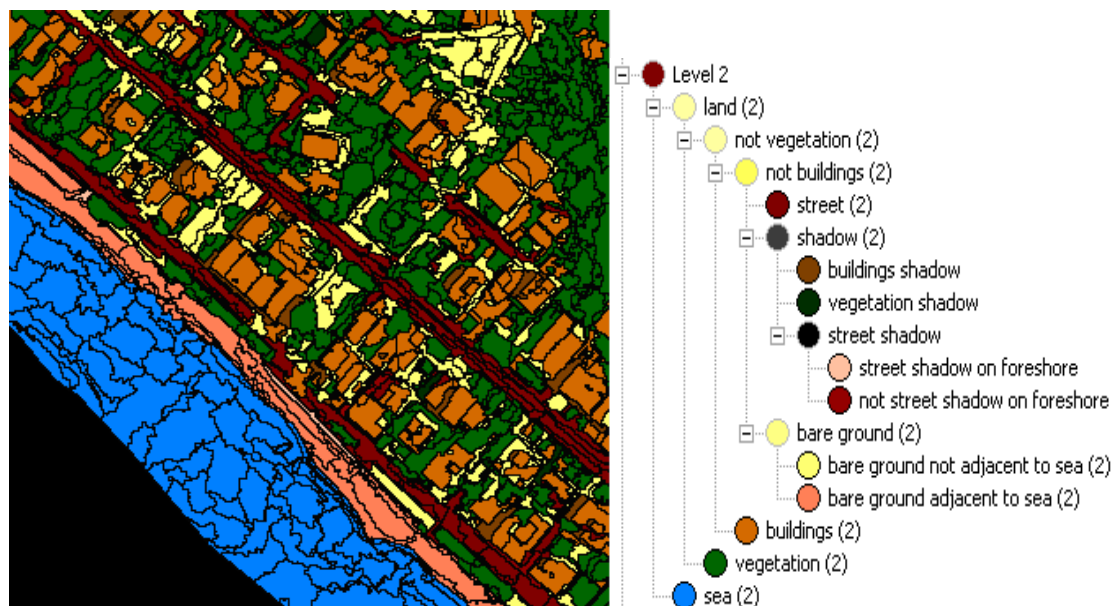 Level 2
land (2)
not vegetation (2)
not buildings (2)
street (2)
shadow (2)
buildings shadow
vegetation shadow
street shadow
street shadow on foreshore
not street shadow on foreshore
bare ground (2)
bare ground not adjacent to sea (2)
bare ground adjacent to sea (2)
buildings (2)
vegetation (2)
sea (2)